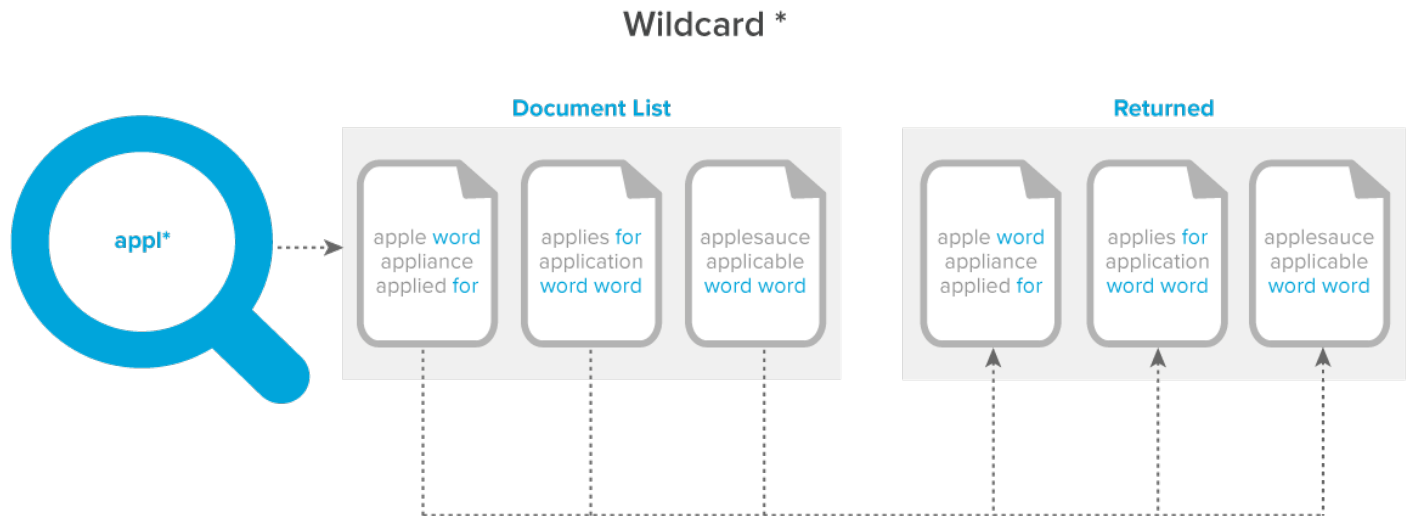 Wildcard *
Document List
Returned
appl*
apple word
appliance
applied for
applies for
application
word word
applesauce
applicable
word word
apple word
appliance
applied for
applies for
application
word word
applesauce
applicable
word word